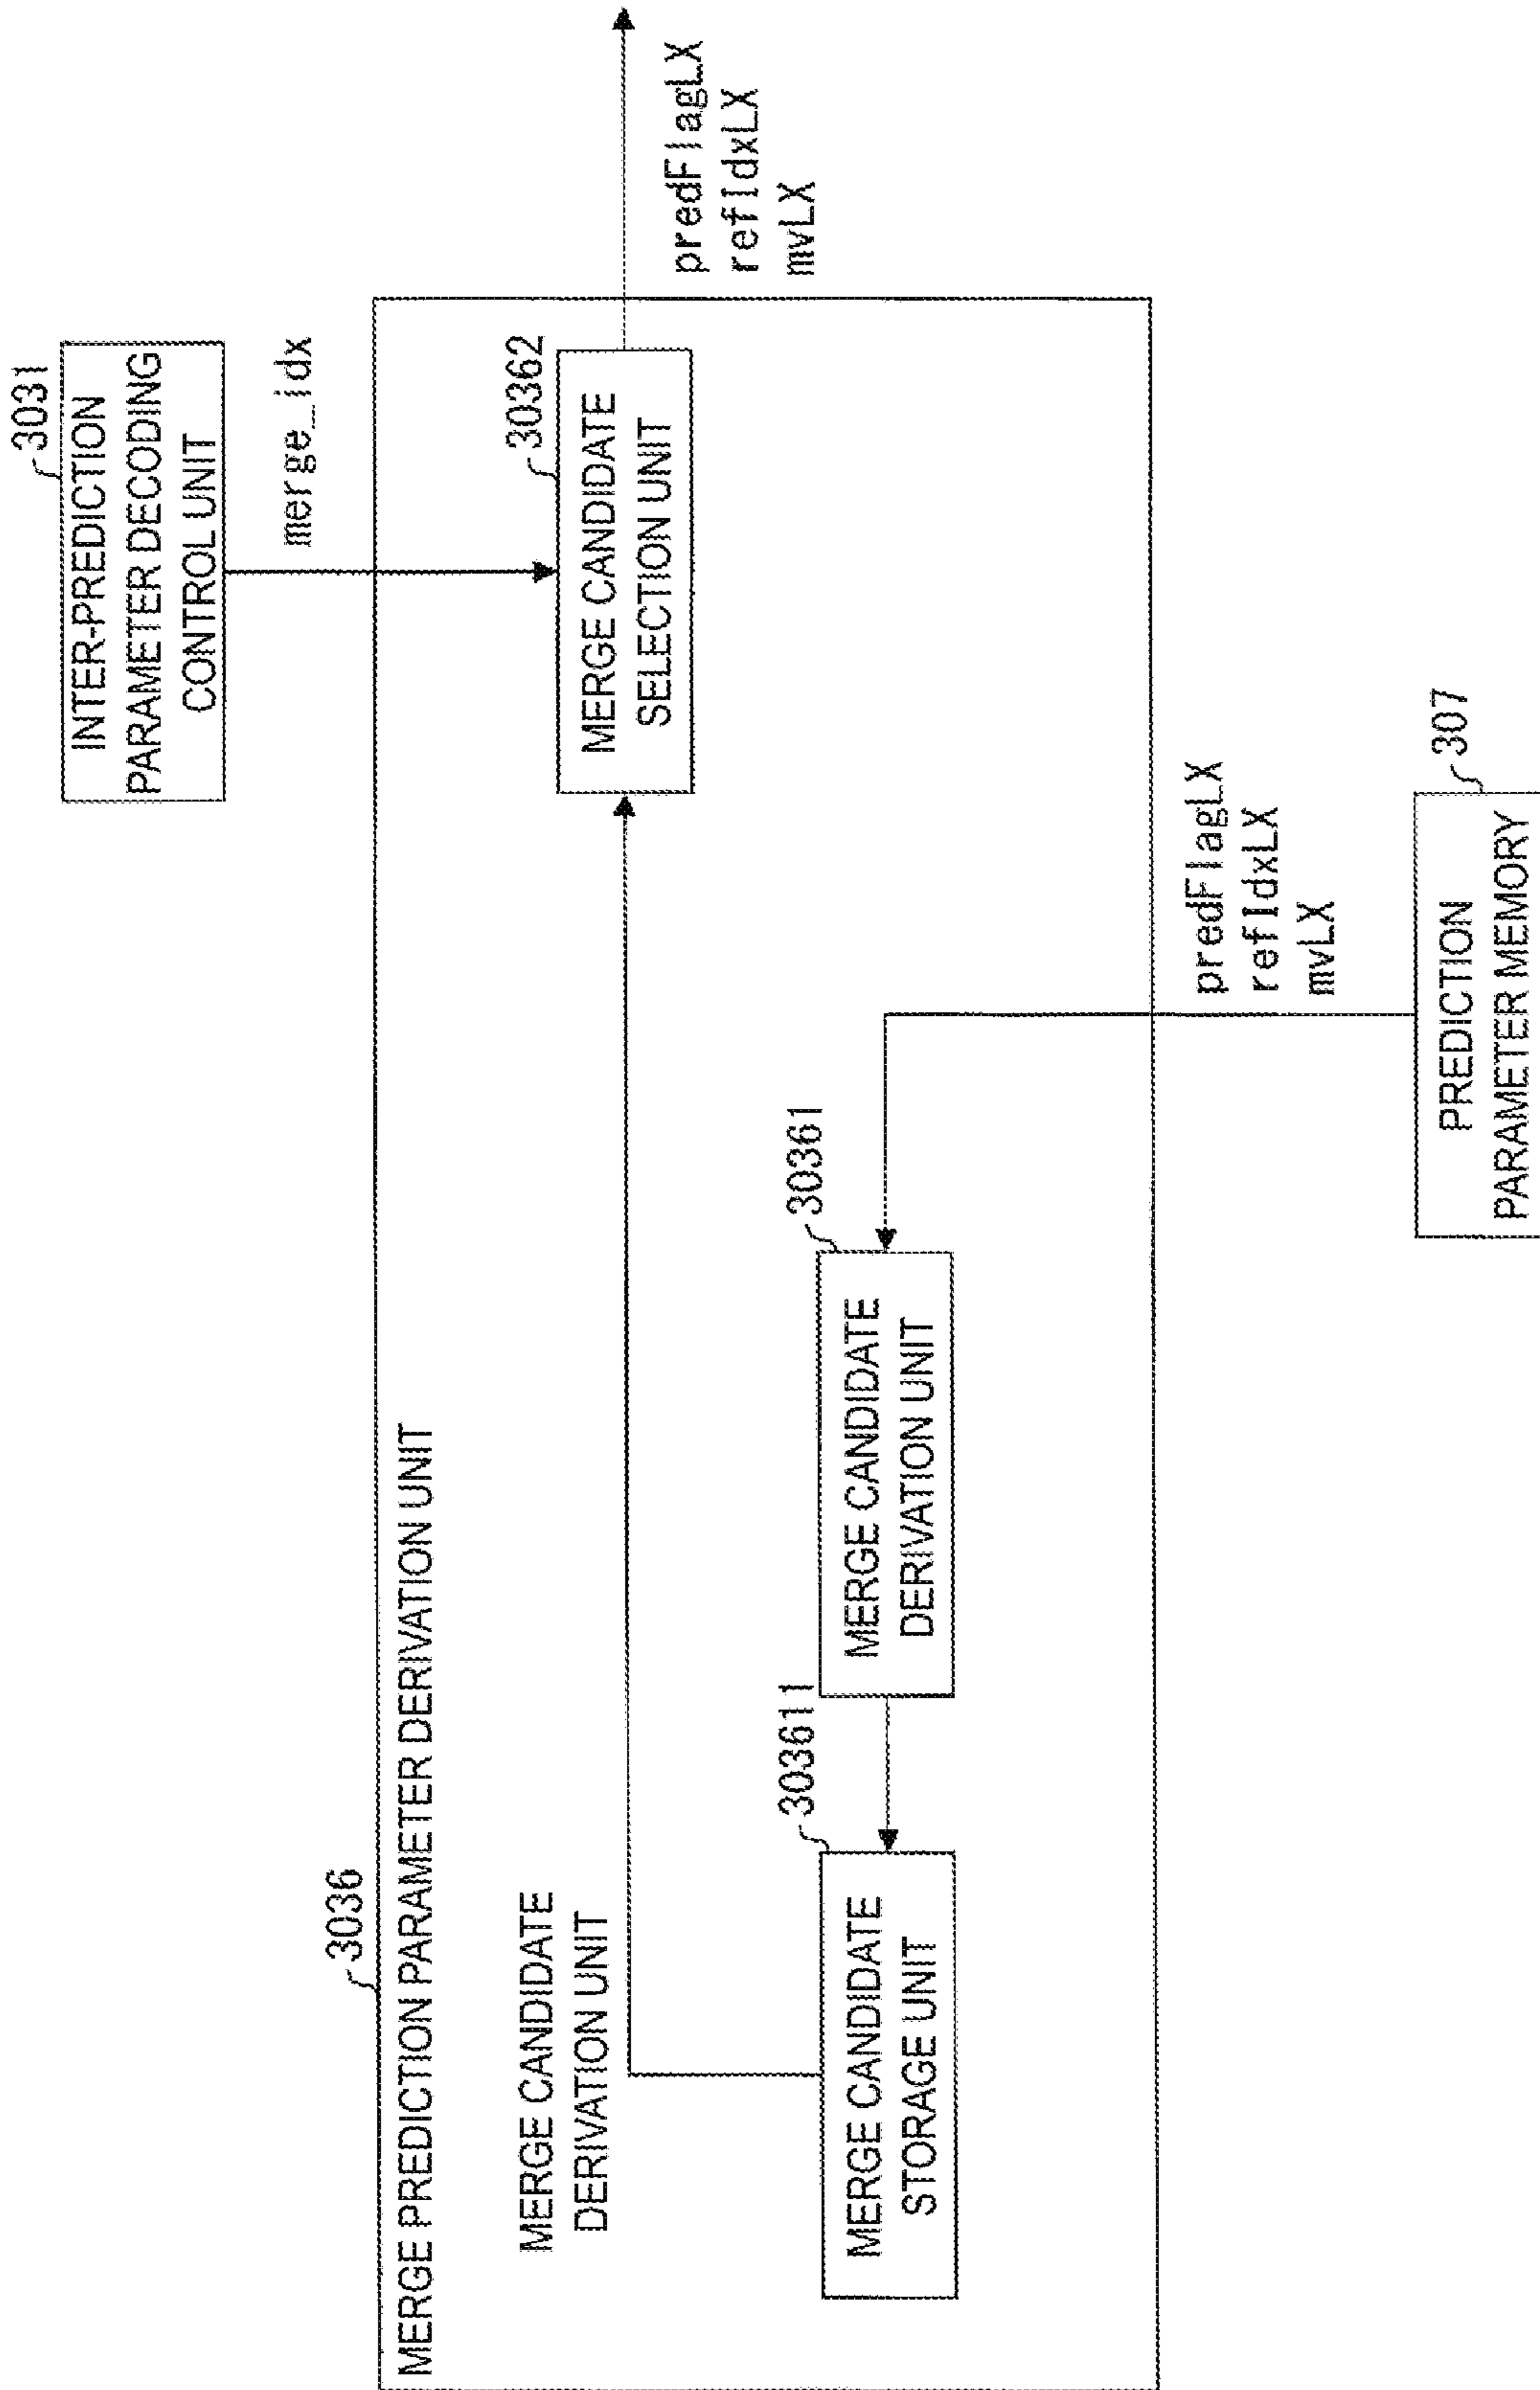 3036
MERGE PREDICTION PARAMETER DERIVATION UNIT
3031
INTER-PREDICTION
PARAMETER DECODING
CONTROL UNIT
merge_idx
MERGE CANDIDATE
DERIVATION UNIT
30362
MERGE CANDIDATE
SELECTION UNIT
predFlagLX
refIdxLX
mvLX
303611
MERGE CANDIDATE
STORAGE UNIT
30361
MERGE CANDIDATE
DERIVATION UNIT
predFlagLX
refIdxLX
mvLX
307
PREDICTION
PARAMETER MEMORY